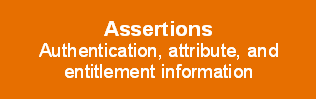 Assertions
Authentication, attribute, and
entitlement information